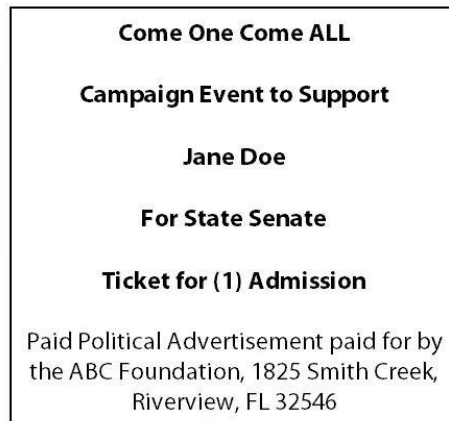 Come One Come ALL
Campaign Event to Support
Jane Doe
For State Senate
Ticket for (1) Admission
Paid Political Advertisement paid for by
the ABC Foundation, 1825 Smith Creek,
Riverview, FL 32546